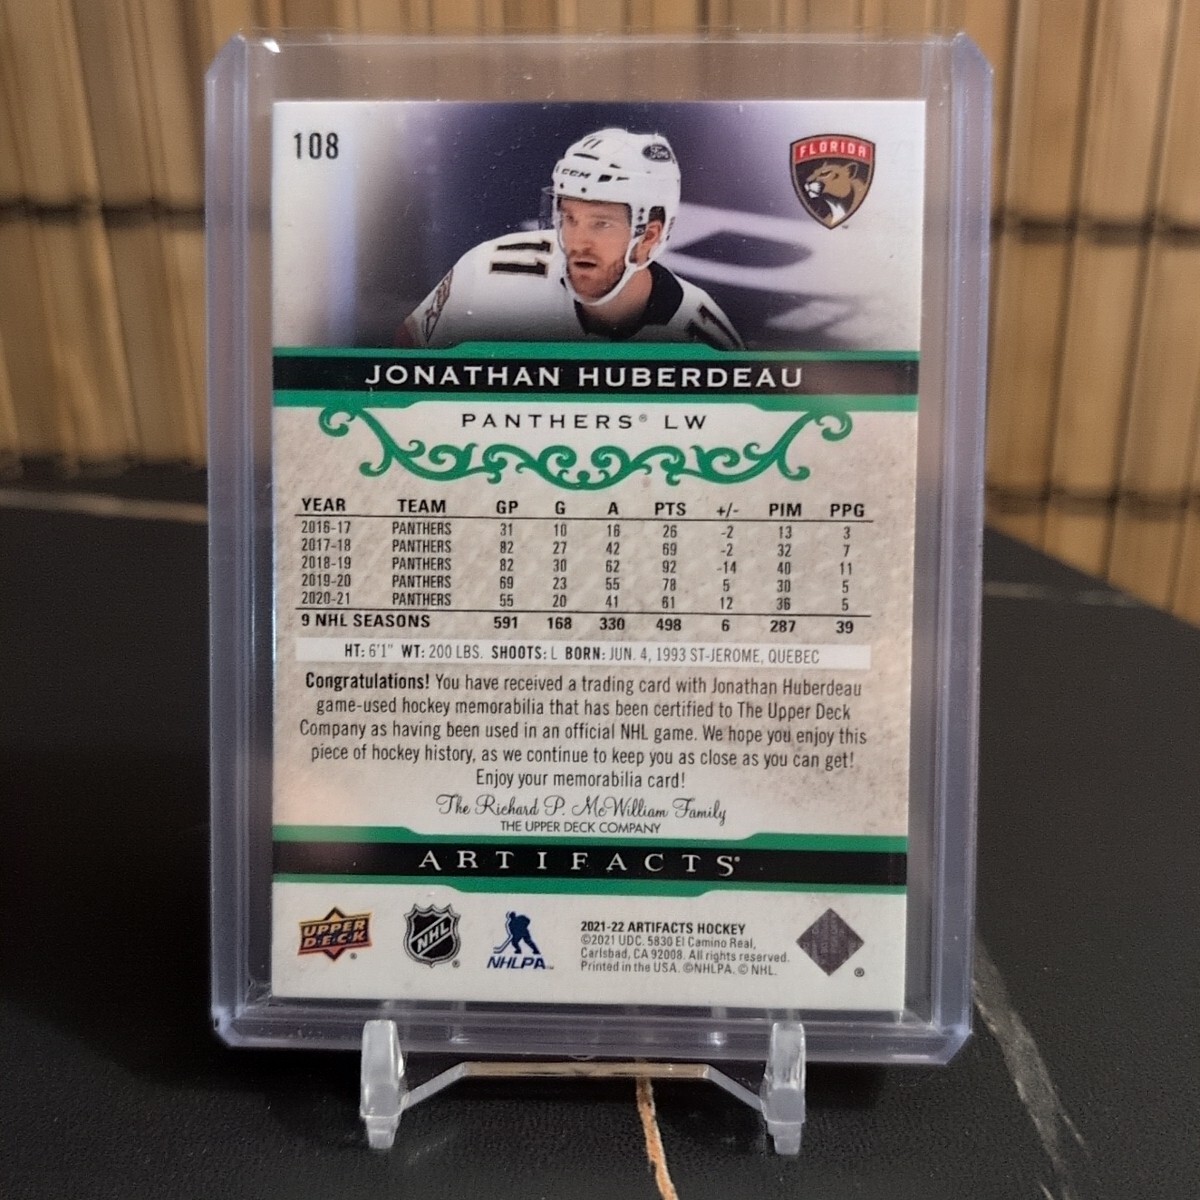 108
FLORIDA
11
Ford
CCM
11
11
JONATHAN HUBERDEAU
PANTHERS® LW
YEAR TEAM GP G A PTS +/- PIM PPG
2016-17 PANTHERS 31 10 16 26 -2 13 3
2017-18 PANTHERS 82 27 42 69 -2 32 7
2018-19 PANTHERS 82 30 62 92 -14 40 11
2019-20 PANTHERS 69 23 55 78 5 30 5
2020-21 PANTHERS 55 20 41 61 12 36 5
9 NHL SEASONS 591 168 330 498 6 287 39
HT: 6'1" WT: 200 LBS. SHOOTS: L BORN: JUN. 4, 1993 ST-JEROME, QUEBEC
Congratulations! You have received a trading card with Jonathan Huberdeau
game-used hockey memorabilia that has been certified to The Upper Deck
Company as having been used in an official NHL game. We hope you enjoy this
piece of hockey history, as we continue to keep you as close as you can get!
Enjoy your memorabilia card!
The Richard P. McWilliam Family
THE UPPER DECK COMPANY
ARTIFACTS®
UPPER
DECK®
NHL®
NHLPA™
2021-22 ARTIFACTS HOCKEY
©2021 UDC. 5830 El Camino Real,
Carlsbad, CA 92008. All rights reserved.
Printed in the USA. ©NHLPA. © NHL.
®